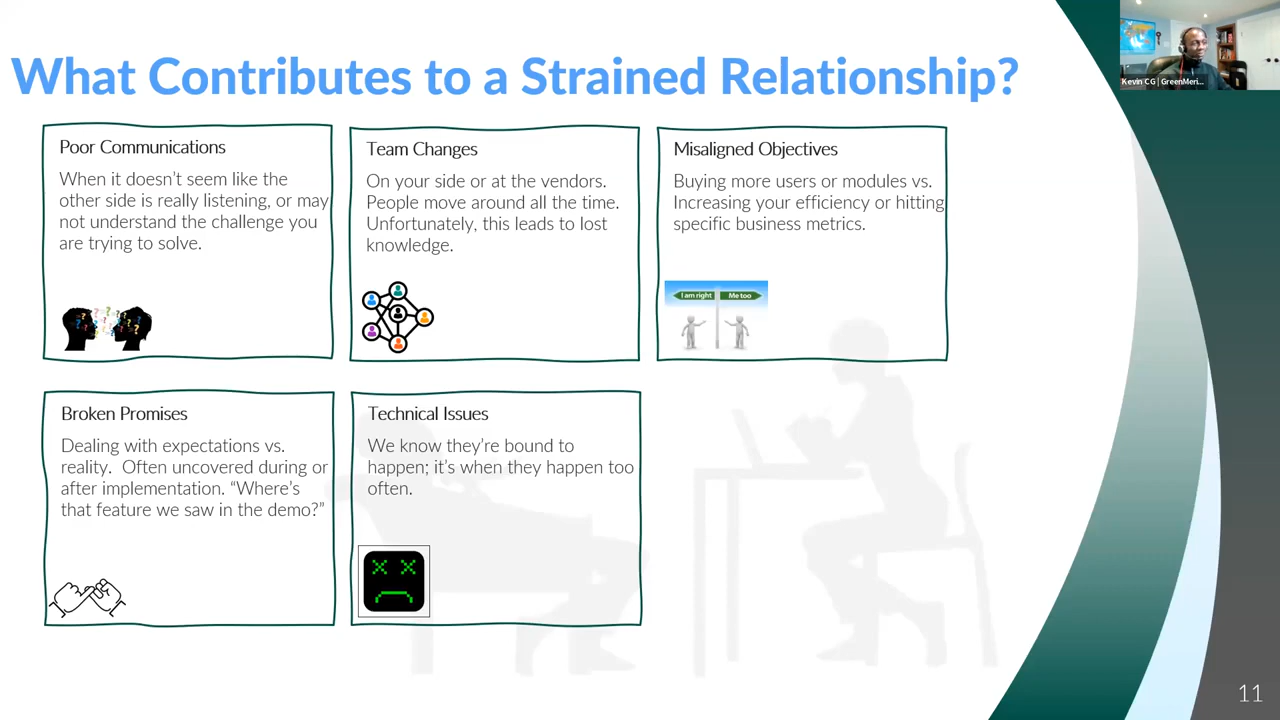 What Contributes to a Strained Relationship?
Kevin CG | GreenMeri...
Poor Communications
When it doesn't seem like the
other side is really listening, or may
not understand the challenge you
are trying to solve.
Team Changes
On your side or at the vendors.
People move around all the time.
Unfortunately, this leads to lost
knowledge.
Misaligned Objectives
Buying more users or modules vs.
Increasing your efficiency or hitting
specific business metrics.
I am right
Me too
Broken Promises
Dealing with expectations vs.
reality.  Often uncovered during or
after implementation. “Where's
that feature we saw in the demo?”
Technical Issues
We know they're bound to
happen; it's when they happen too
often.
11